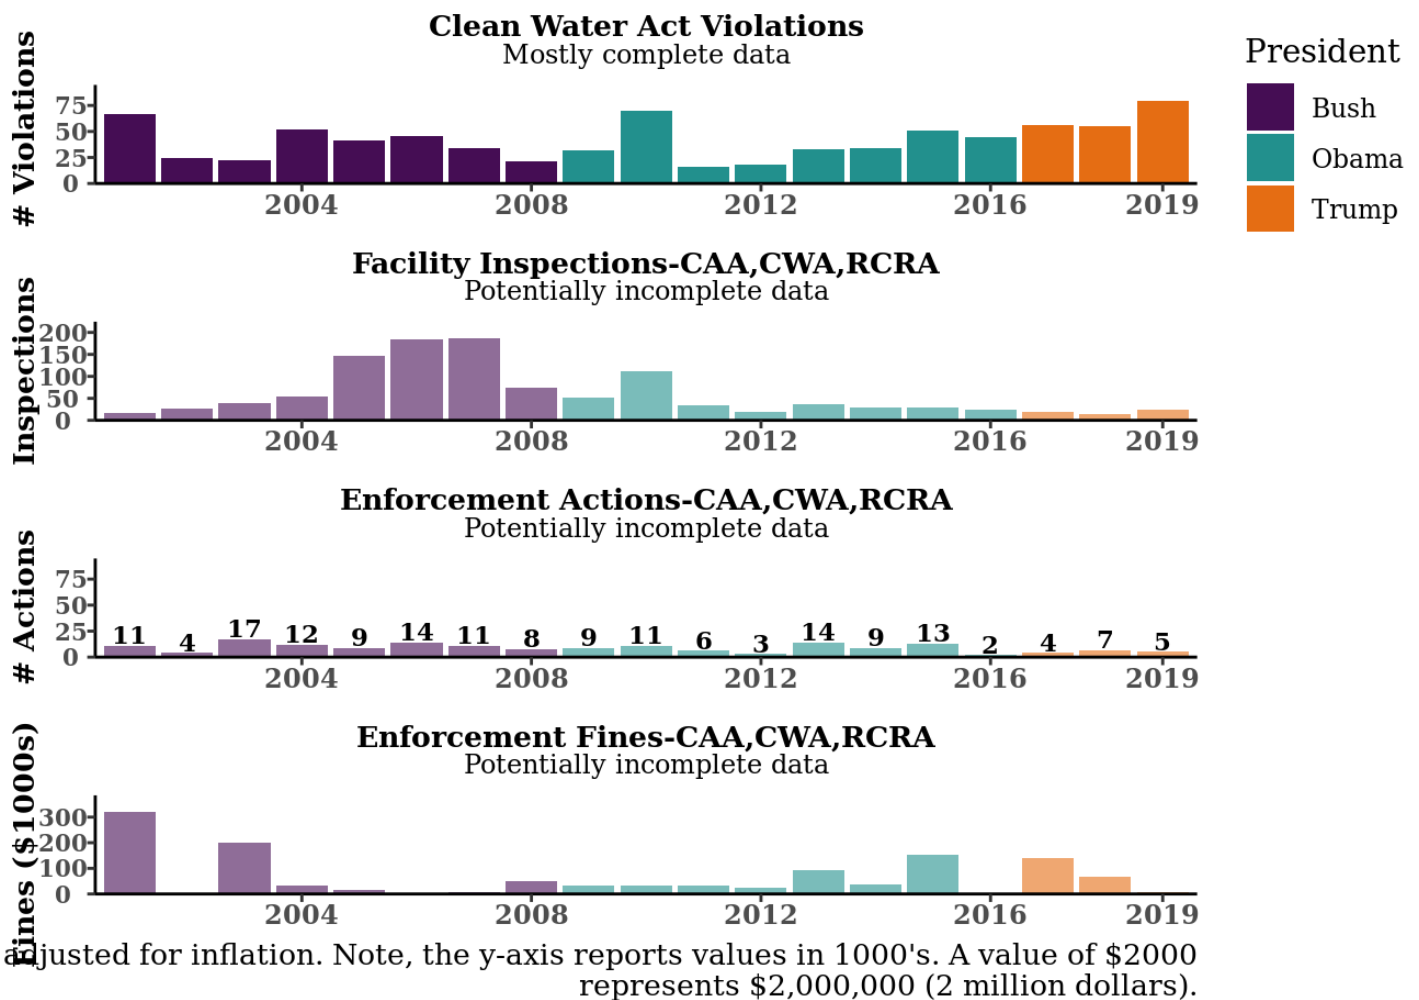 Clean Water Act Violations
Mostly complete data
# Violations
75
50
25
0
2004 2008 2012 2016 2019
President
Bush
Obama
Trump
Facility Inspections-CAA,CWA,RCRA
Potentially incomplete data
Inspections
200
150
100
50
0
2004 2008 2012 2016 2019
Enforcement Actions-CAA,CWA,RCRA
Potentially incomplete data
# Actions
75
50
25
0
11 4 17 12 9 14 11 8 9 11 6 3 14 9 13 2 4 7 5
2004 2008 2012 2016 2019
Enforcement Fines-CAA,CWA,RCRA
Potentially incomplete data
Fines ($1000s)
300
200
100
0
2004 2008 2012 2016 2019
adjusted for inflation. Note, the y-axis reports values in 1000's. A value of $2000
represents $2,000,000 (2 million dollars).